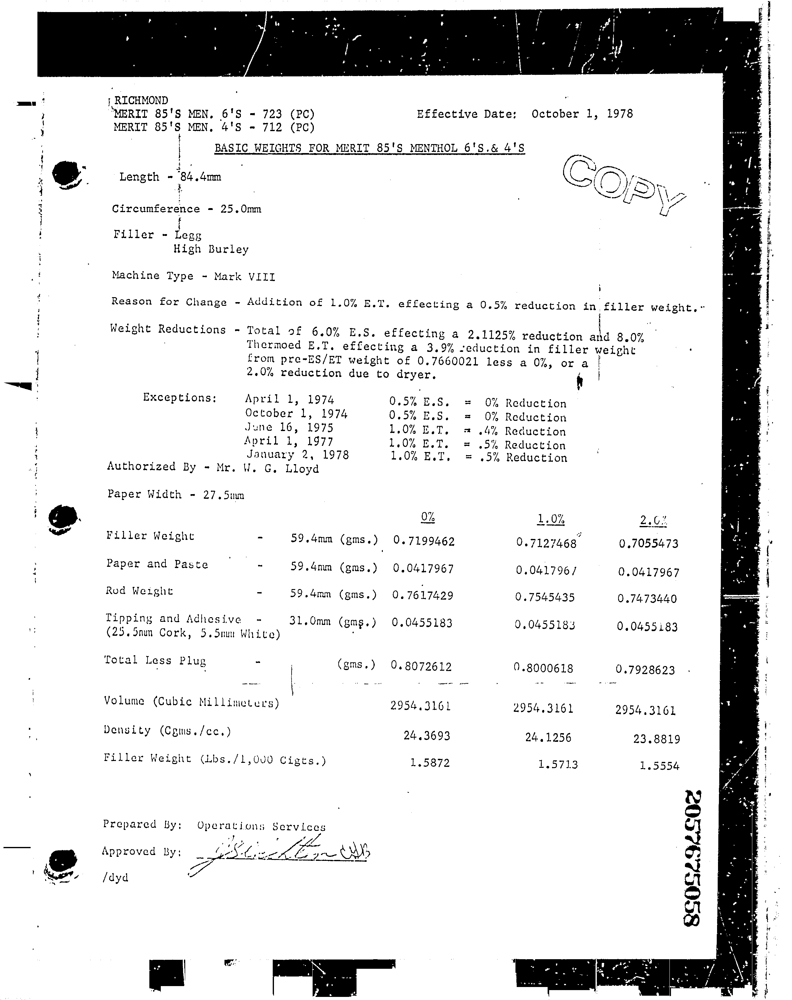 RICHMOND
MERIT 85'S MEN. 6'S - 723 (PC) Effective Date: October 1, 1978
MERIT 85'S MEN. 4'S - 712 (PC)
BASIC WEIGHTS FOR MERIT 85'S MENTHOL 6'S & 4'S
COPY
Length - 84.4mm
Circumference - 25.0mm
Filler - Legg
High Burley
Machine Type - Mark VIII
Reason for Change - Addition of 1.0% E.T. effecting a 0.5% reduction in filler weight.
Weight Reductions - Total of 6.0% E.S. effecting a 2.1125% reduction and 8.0%
Thermoed E.T. effecting a 3.9% reduction in filler weight
from pre-ES/ET weight of 0.7660021 less a 0%, or a
2.0% reduction due to dryer.
Exceptions: April 1, 1974 0.5% E.S. = 0% Reduction
October 1, 1974 0.5% E.S. = 0% Reduction
June 16, 1975 1.0% E.T. = .4% Reduction
April 1, 1977 1.0% E.T. = .5% Reduction
January 2, 1978 1.0% E.T. = .5% Reduction
Authorized By - Mr. W. G. Lloyd
Paper Width - 27.5mm
0% 1.0% 2.0%
Filler Weight - 59.4mm (gms.) 0.7199462 0.7127468 0.7055473
Paper and Paste - 59.4mm (gms.) 0.0417967 0.0417967 0.0417967
Rod Weight - 59.4mm (gms.) 0.7617429 0.7545435 0.7473440
Tipping and Adhesive - 31.0mm (gms.) 0.0455183 0.0455183 0.0455183
(25.5mm Cork, 5.5mm White)
Total Less Plug - (gms.) 0.8072612 0.8000618 0.7928623
Volume (Cubic Millimeters) 2954.3161 2954.3161 2954.3161
Density (Cgms./cc.) 24.3693 24.1256 23.8819
Filler Weight (Lbs./1,000 Cigts.) 1.5872 1.5713 1.5554
Prepared By: Operations Services
Approved By:
/dyd
2057675058